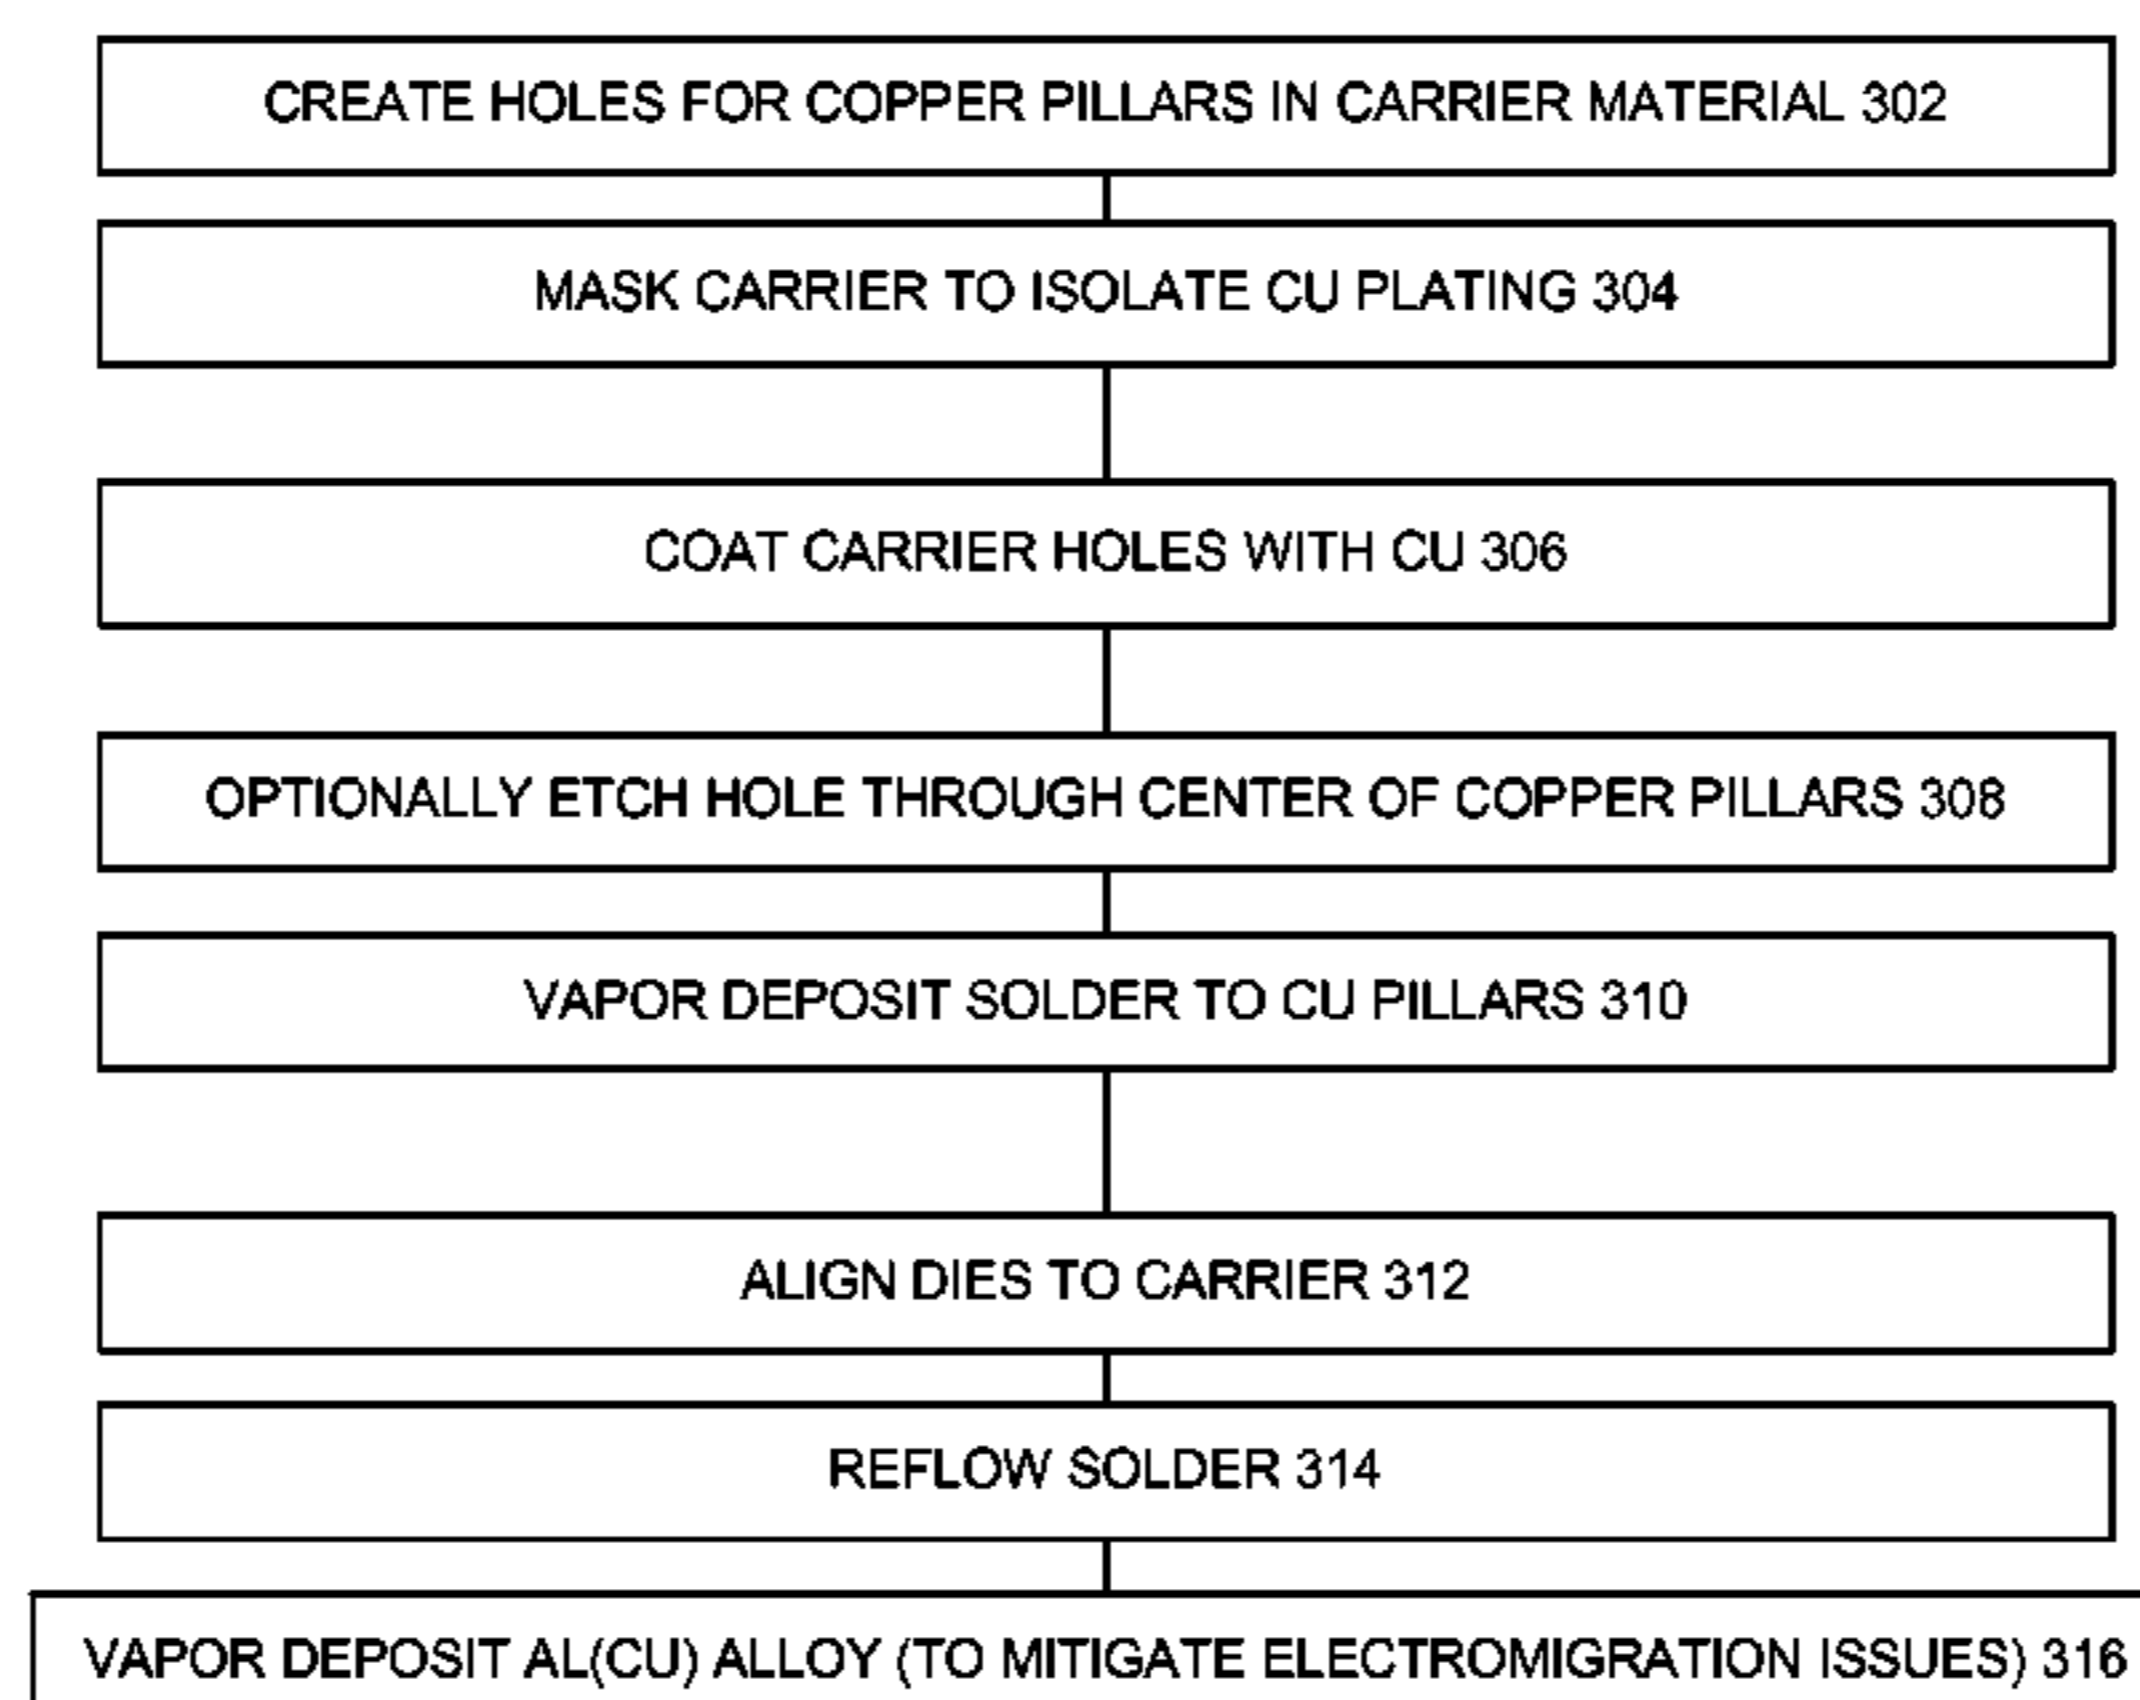 CREATE HOLES FOR COPPER PILLARS IN CARRIER MATERIAL 302
MASK CARRIER TO ISOLATE CU PLATING 304
COAT CARRIER HOLES WITH CU 306
OPTIONALLY ETCH HOLE THROUGH CENTER OF COPPER PILLARS 308
VAPOR DEPOSIT SOLDER TO CU PILLARS 310
ALIGN DIES TO CARRIER 312
REFLOW SOLDER 314
VAPOR DEPOSIT AL(CU) ALLOY (TO MITIGATE ELECTROMIGRATION ISSUES) 316